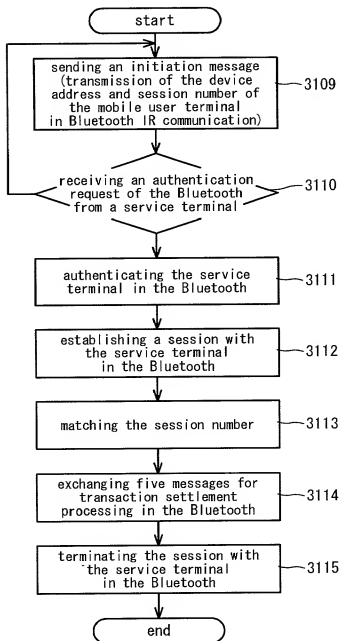 start
sending an initiation message
(transmission of the device
address and session number of
the mobile user terminal
in Bluetooth IR communication)
3109
receiving an authentication
request of the Bluetooth
from a service terminal
3110
authenticating the service
terminal in the Bluetooth
3111
establishing a session with
the service terminal
in the Bluetooth
3112
matching the session number
3113
exchanging five messages for
transaction settlement
processing in the Bluetooth
3114
terminating the session with
the service terminal
in the Bluetooth
3115
end